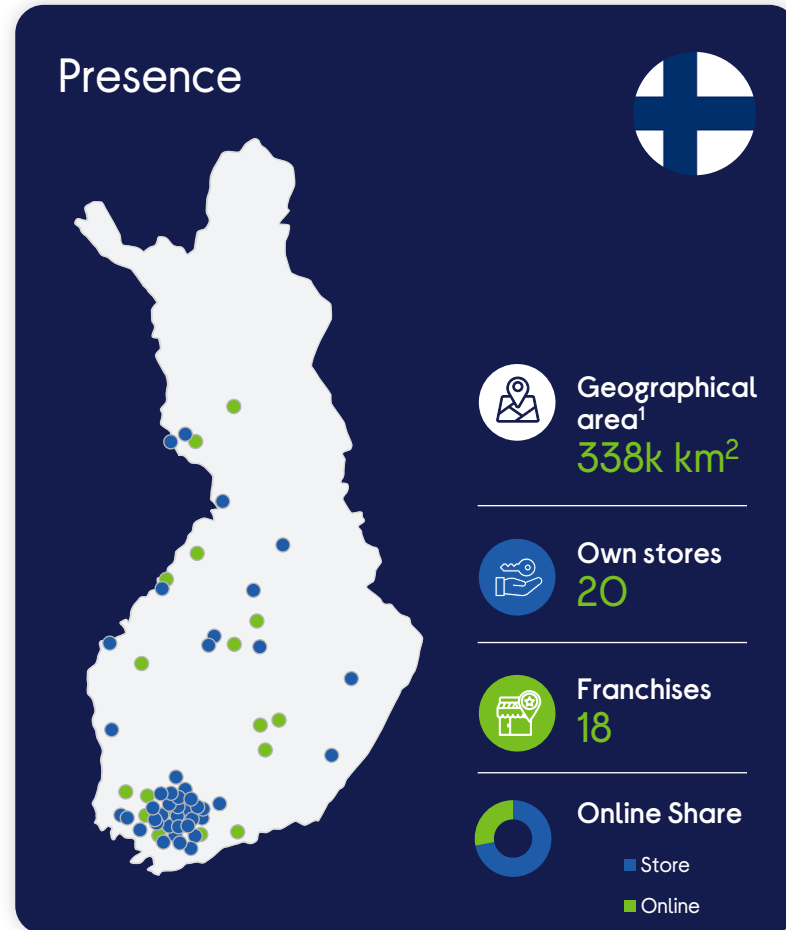 Presence
Geographical
area¹
338k km²
Own stores
20
Franchises
18
Online Share
Store
Online